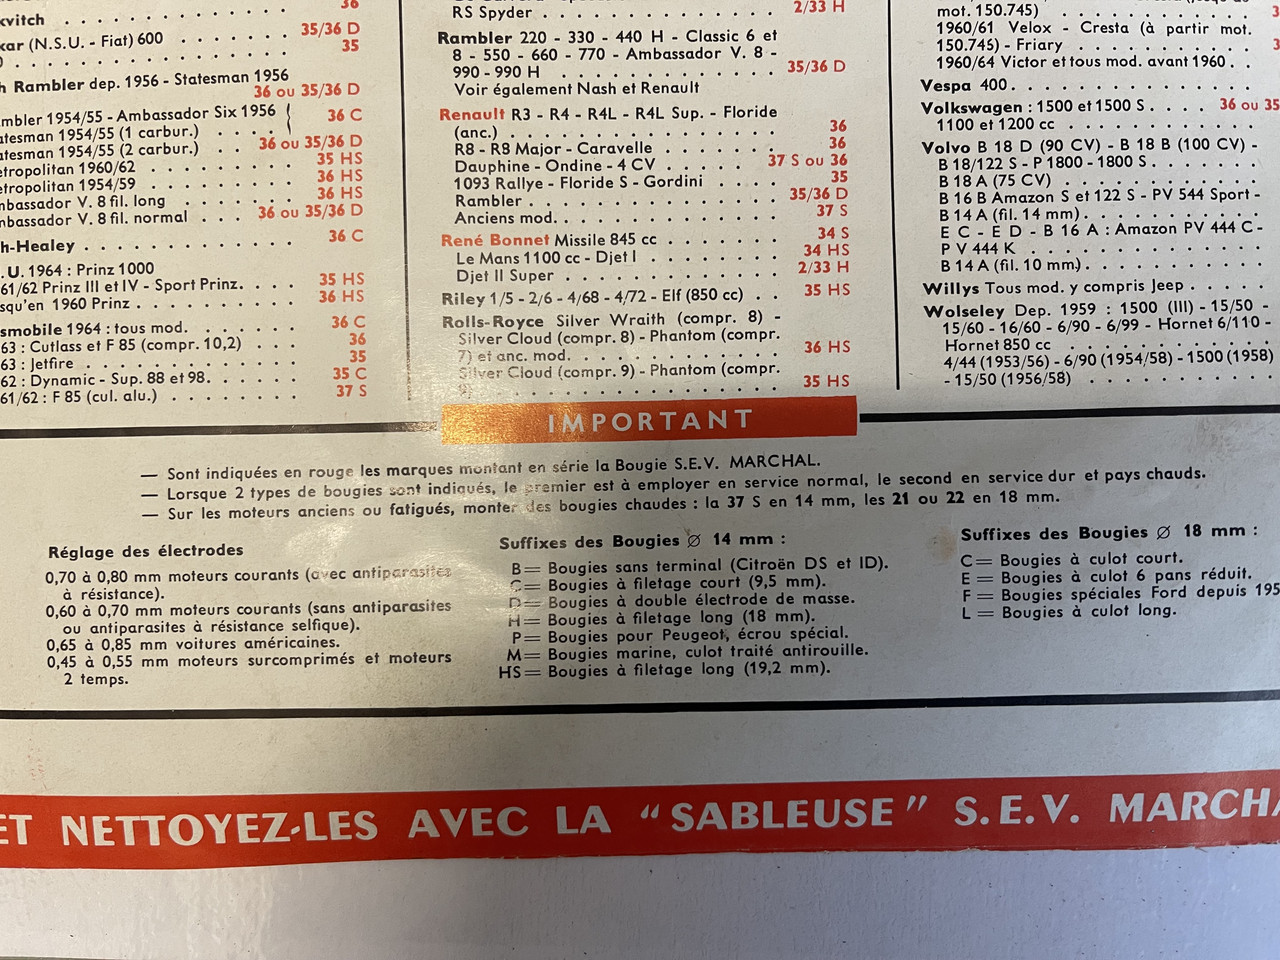 36
kvitch
35/36 D
kar (N.S.U. - Fiat) 600 . . . . . . . 35
h Rambler dep. 1956 - Statesman 1956
36 ou 35/36 D
mbler 1954/55 - Ambassador Six 1956
36 C
atesman 1954/55 (1 carbur.) . . .
atesman 1954/55 (2 carbur.) . . 36 ou 35/36 D
etropolitan 1960/62 . . . . . . . 35 HS
etropolitan 1954/59 . . . . . . . 36 HS
mbassador V. 8 fil. long . . . . . 36 HS
mbassador V. 8 fil. normal . . . 36 ou 35/36 D
h-Healey . . . . . . . . . . . 36 C
.U. 1964 : Prinz 1000
61/62 Prinz III et IV - Sport Prinz. . . . 35 HS
squ'en 1960 Prinz . . . . . . . . 36 HS
smobile 1964 : tous mod. . . . . . . 36 C
63 : Cutlass et F 85 (compr. 10,2) . . . 36
63 : Jetfire . . . . . . . . . . . 35
62 : Dynamic - Sup. 88 et 98. . . . . 35 C
61/62 : F 85 (cul. alu.) . . . . . . . 37 S
RS Spyder . . . . . . . . . . . 2/33 H
Rambler 220 - 330 - 440 H - Classic 6 et
8 - 550 - 660 - 770 - Ambassador V. 8 -
990 - 990 H . . . . . . . . . . 35/36 D
Voir également Nash et Renault
Renault R3 - R4 - R4L - R4L Sup. - Floride
(anc.) . . . . . . . . . . . . . . 36
R8 - R8 Major - Caravelle . . . . . . 36
Dauphine - Ondine - 4 CV . . . . . 37 S ou 36
1093 Rallye - Floride S - Gordini . . . . 35
Rambler . . . . . . . . . . . . 35/36 D
Anciens mod. . . . . . . . . . . 37 S
René Bonnet Missile 845 cc . . . . . . 34 S
Le Mans 1100 cc - Djet I . . . . . . 34 HS
Djet II Super . . . . . . . . . . 2/33 H
Riley 1/5 - 2/6 - 4/68 - 4/72 - Elf (850 cc) . . 35 HS
Rolls-Royce Silver Wraith (compr. 8) -
Silver Cloud (compr. 8) - Phantom (compr.
7) et anc. mod. . . . . . . . . . . 36 HS
Silver Cloud (compr. 9) - Phantom (compr.
. . . . . . . . . . . . . . 35 HS
mot. 150.745) . . . . . . . . . . . 3
1960/61 Velox - Cresta (à partir mot.
150.745) - Friary . . . . . . . . . . 3
1960/64 Victor et tous mod. avant 1960 . .
Vespa 400. . . . . . . . . . . . .
Volkswagen : 1500 et 1500 S . . . . 36 ou 35
1100 et 1200 cc . . . . . . . . . .
Volvo B 18 D (90 CV) - B 18 B (100 CV) -
B 18/122 S - P 1800 - 1800 S . . . . . .
B 18 A (75 CV) . . . . . . . . . .
B 16 B Amazon S et 122 S - PV 544 Sport -
B 14 A (fil. 14 mm) . . . . . . . . .
E C - E D - B 16 A : Amazon PV 444 C -
P V 444 K . . . . . . . . . . . .
B 14 A (fil. 10 mm) . . . . . . . . .
Willys Tous mod. y compris Jeep . . . . .
Wolseley Dep. 1959 : 1500 (III) - 15/50 -
15/60 - 16/60 - 6/90 - 6/99 - Hornet 6/110 -
Hornet 850 cc . . . . . . . . . .
4/44 (1953/56) - 6/90 (1954/58) - 1500 (1958)
- 15/50 (1956/58) . . . . . . . . .
IMPORTANT
— Sont indiquées en rouge les marques montant en série la Bougie S.E.V. MARCHAL.
— Lorsque 2 types de bougies sont indiqués, le premier est à employer en service normal, le second en service dur et pays chauds.
— Sur les moteurs anciens ou fatigués, monter des bougies chaudes : la 37 S en 14 mm, les 21 ou 22 en 18 mm.
Réglage des électrodes
0,70 à 0,80 mm moteurs courants (avec antiparasites
à résistance).
0,60 à 0,70 mm moteurs courants (sans antiparasites
ou antiparasites à résistance selfique).
0,65 à 0,85 mm voitures américaines.
0,45 à 0,55 mm moteurs surcomprimés et moteurs
2 temps.
Suffixes des Bougies Ø 14 mm :
B = Bougies sans terminal (Citroën DS et ID).
C = Bougies à filetage court (9,5 mm).
D = Bougies à double électrode de masse.
H = Bougies à filetage long (18 mm).
P = Bougies pour Peugeot, écrou spécial.
M = Bougies marine, culot traité antirouille.
HS = Bougies à filetage long (19,2 mm).
Suffixes des Bougies Ø 18 mm :
C = Bougies à culot court.
E = Bougies à culot 6 pans réduit.
F = Bougies spéciales Ford depuis 195
L = Bougies à culot long.
ET NETTOYEZ-LES AVEC LA "SABLEUSE" S.E.V. MARCHA